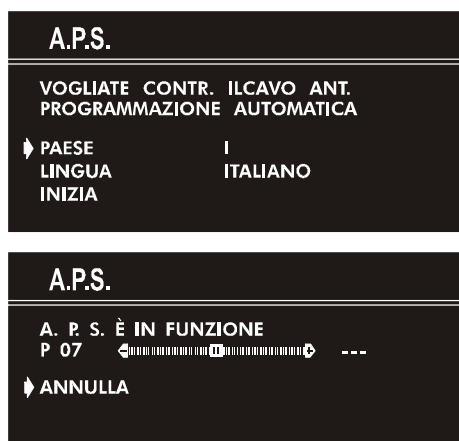 A.P.S.
VOGLIATE CONTR. ILCAVO ANT.
PROGRAMMAZIONE AUTOMATICA
PAESE I
LINGUA ITALIANO
INIZIA
A.P.S.
A. P. S. È IN FUNZIONE
P 07 - + ---
ANNULLA